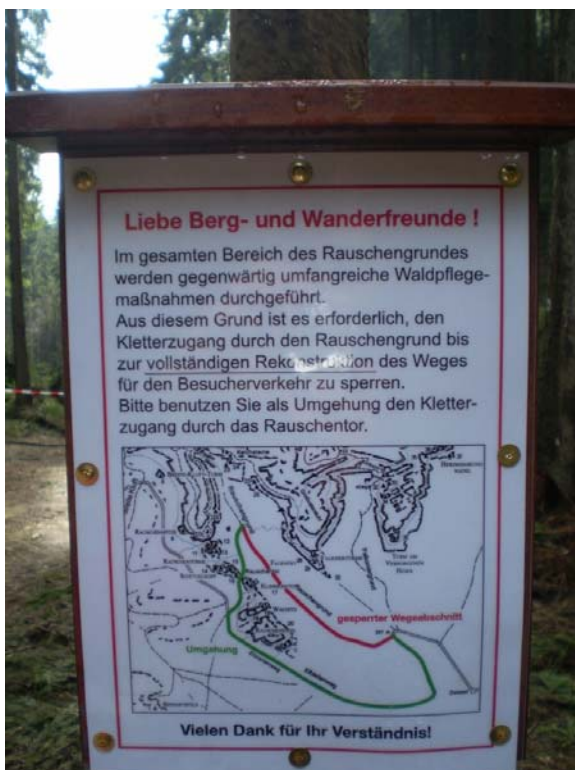 Liebe Berg- und Wanderfreunde !
Im gesamten Bereich des Rauschengrundes
werden gegenwärtig umfangreiche Waldpflege-
maßnahmen durchgeführt.
Aus diesem Grund ist es erforderlich, den
Kletterzugang durch den Rauschengrund bis
zur vollständigen Rekonstruktion des Weges
für den Besucherverkehr zu sperren.
Bitte benutzen Sie als Umgehung den Kletter-
zugang durch das Rauschentor.
gesperrter Wegeabschnitt
Umgehung
Vielen Dank für Ihr Verständnis!